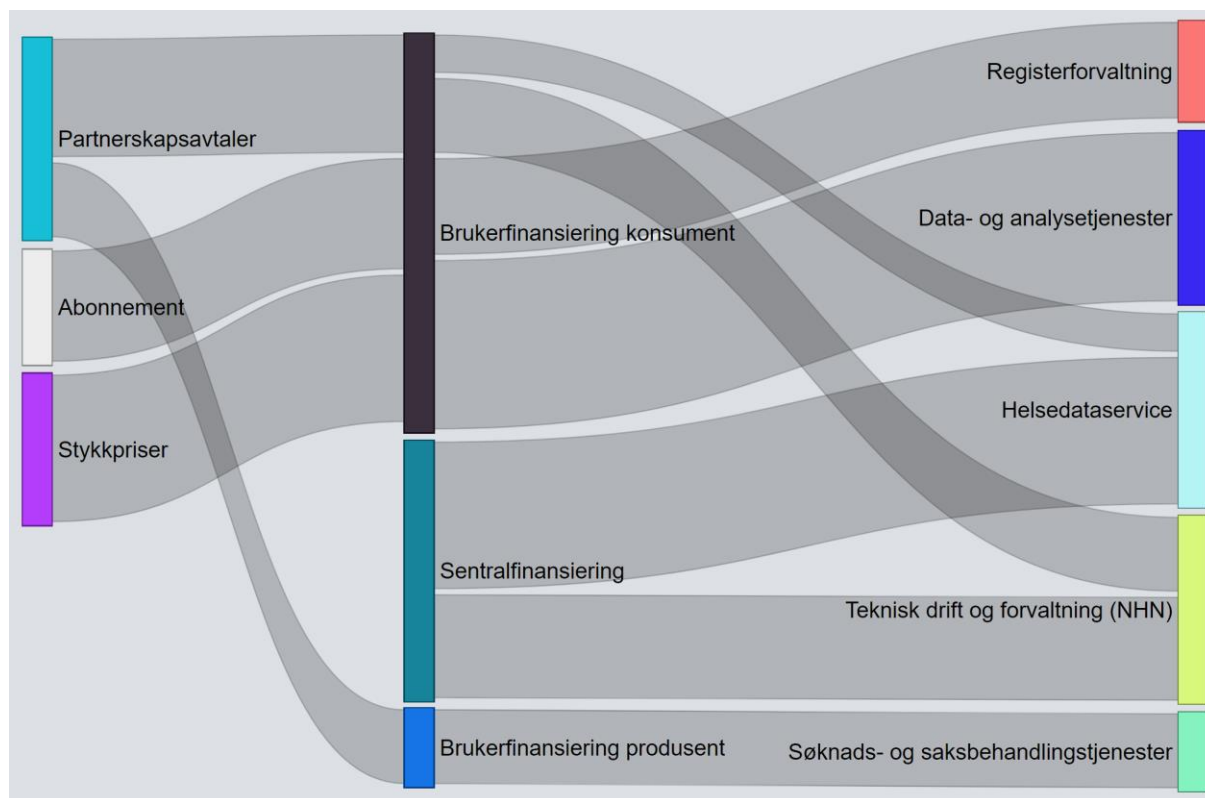 Partnerskapsavtaler
Abonnement
Stykkpriser
Brukerfinansiering konsument
Sentralfinansiering
Brukerfinansiering produsent
Registerforvaltning
Data- og analysetjenester
Helsedataservice
Teknisk drift og forvaltning (NHN)
Søknads- og saksbehandlingstjenester